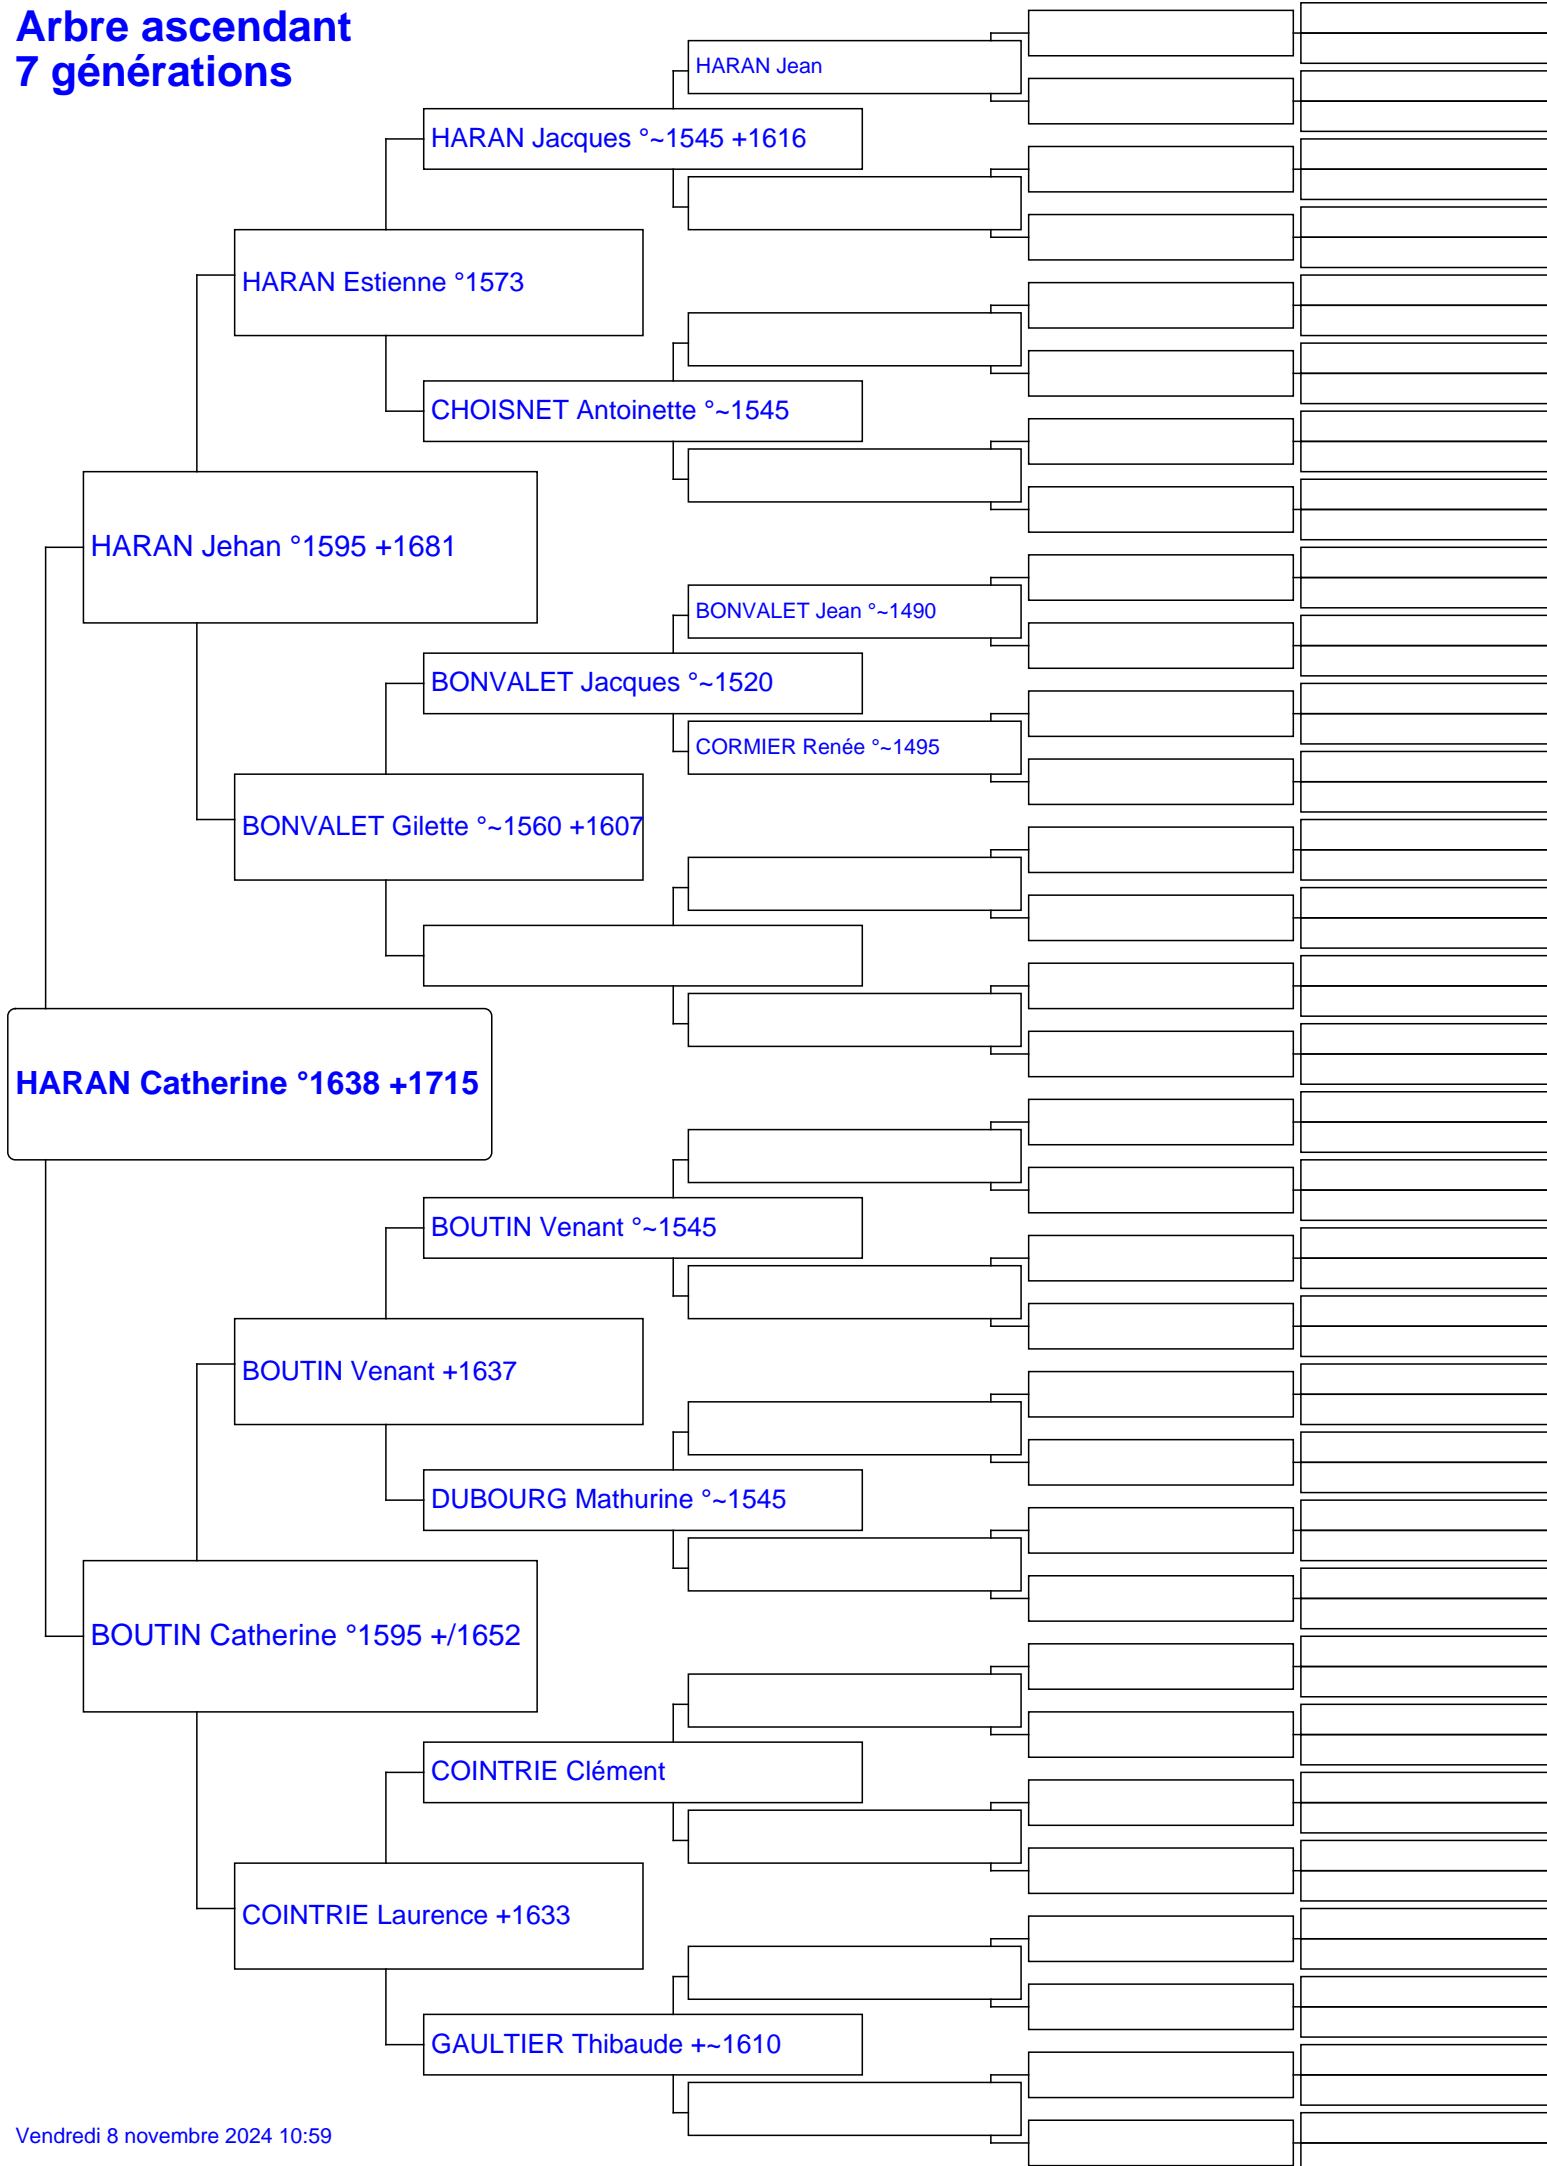 Arbre ascendant
7 générations
HARAN Jean
HARAN Jacques °~1545 +1616
HARAN Estienne °1573
CHOISNET Antoinette °~1545
HARAN Jehan °1595 +1681
BONVALET Jean °~1490
BONVALET Jacques °~1520
CORMIER Renée °~1495
BONVALET Gilette °~1560 +1607
HARAN Catherine °1638 +1715
BOUTIN Venant °~1545
BOUTIN Venant +1637
DUBOURG Mathurine °~1545
BOUTIN Catherine °1595 +/1652
COINTRIE Clément
COINTRIE Laurence +1633
GAULTIER Thibaude +~1610
Vendredi 8 novembre 2024 10:59